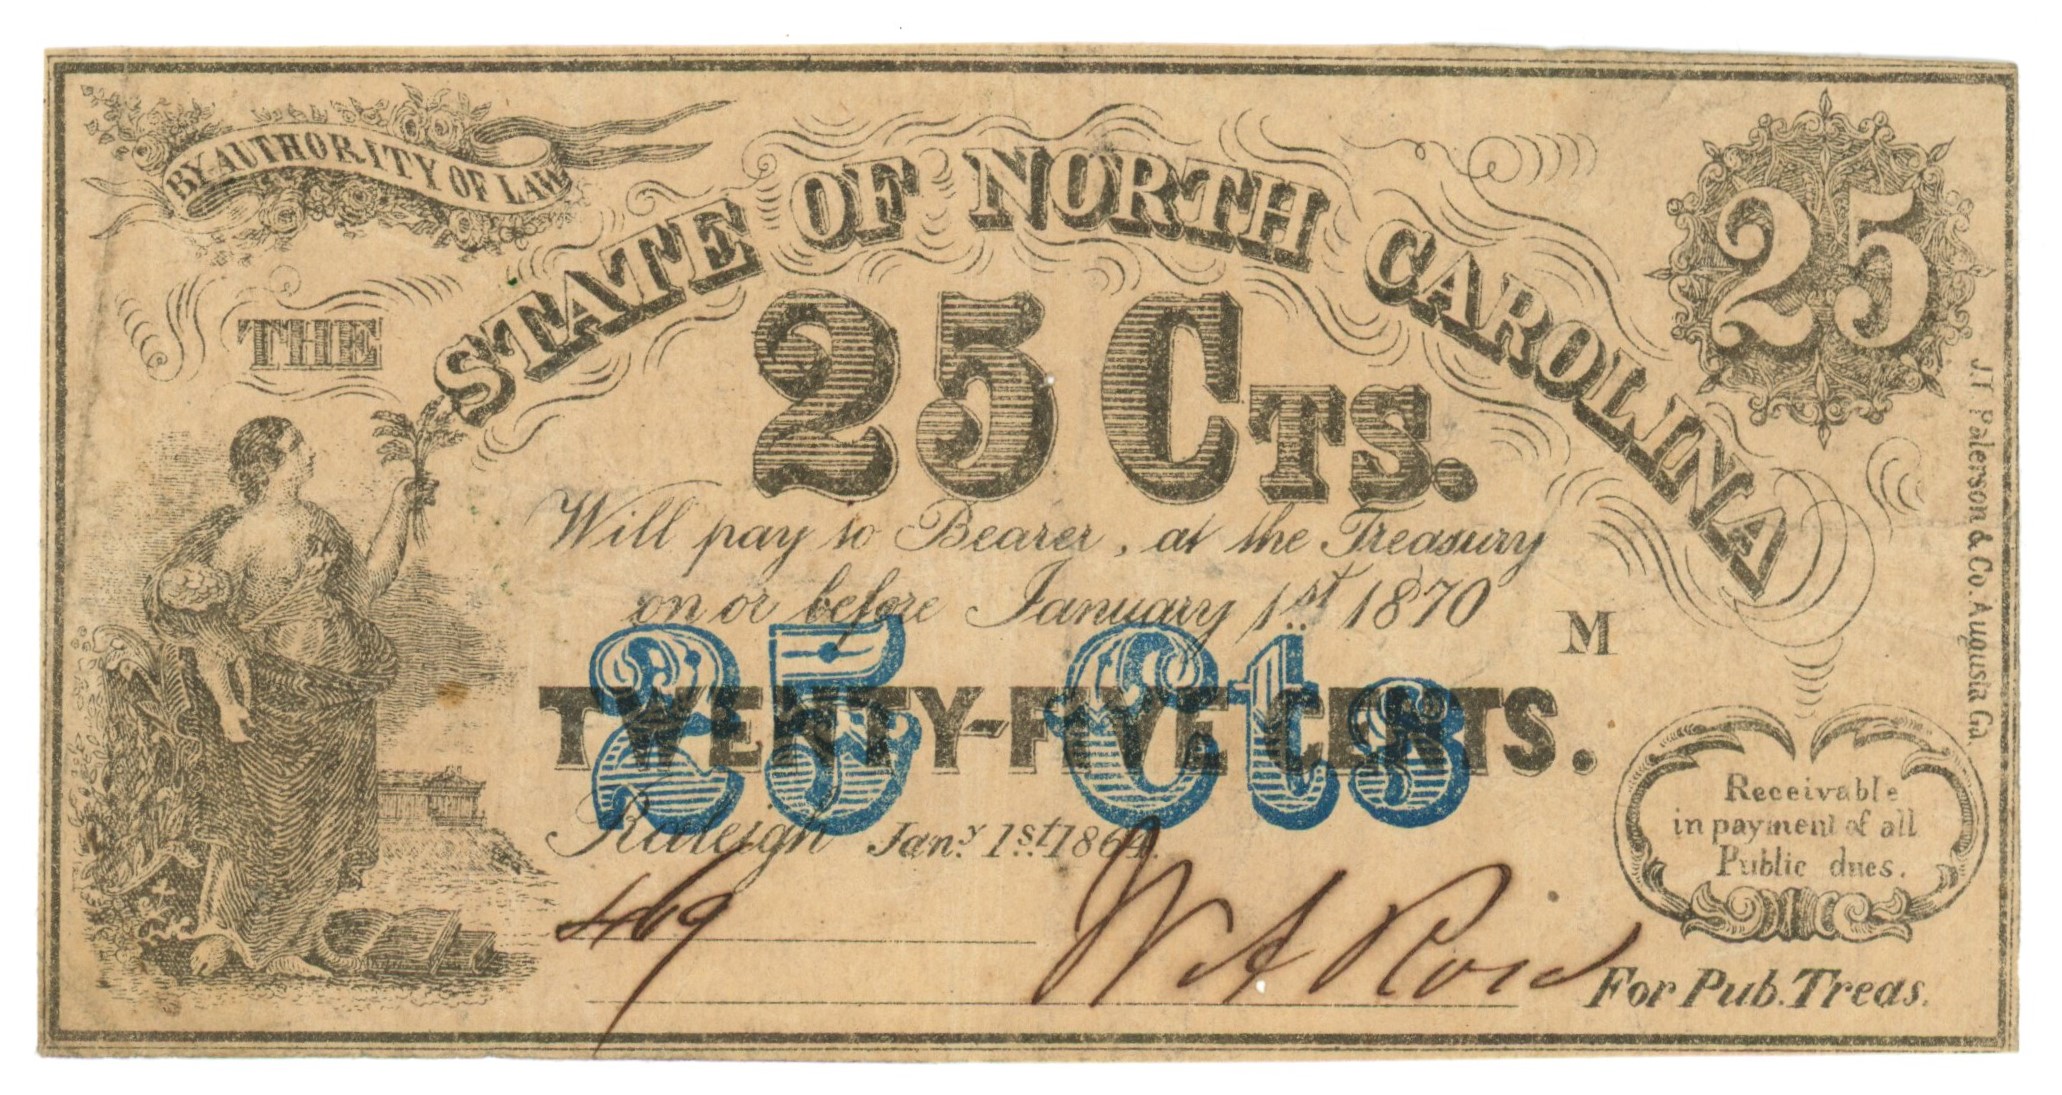 BY AUTHORITY OF LAW
THE
STATE OF NORTH CAROLINA
25
25 CTS.
Will pay to Bearer, at the Treasury
on or before January 1st 1870
M
25 Cts
TWENTY-FIVE CENTS.
Raleigh Jany. 1st 1864.
469
W A
For Pub. Treas.
Receivable
in payment of all
Public dues.
Paterson & Co. Augusta Ga.